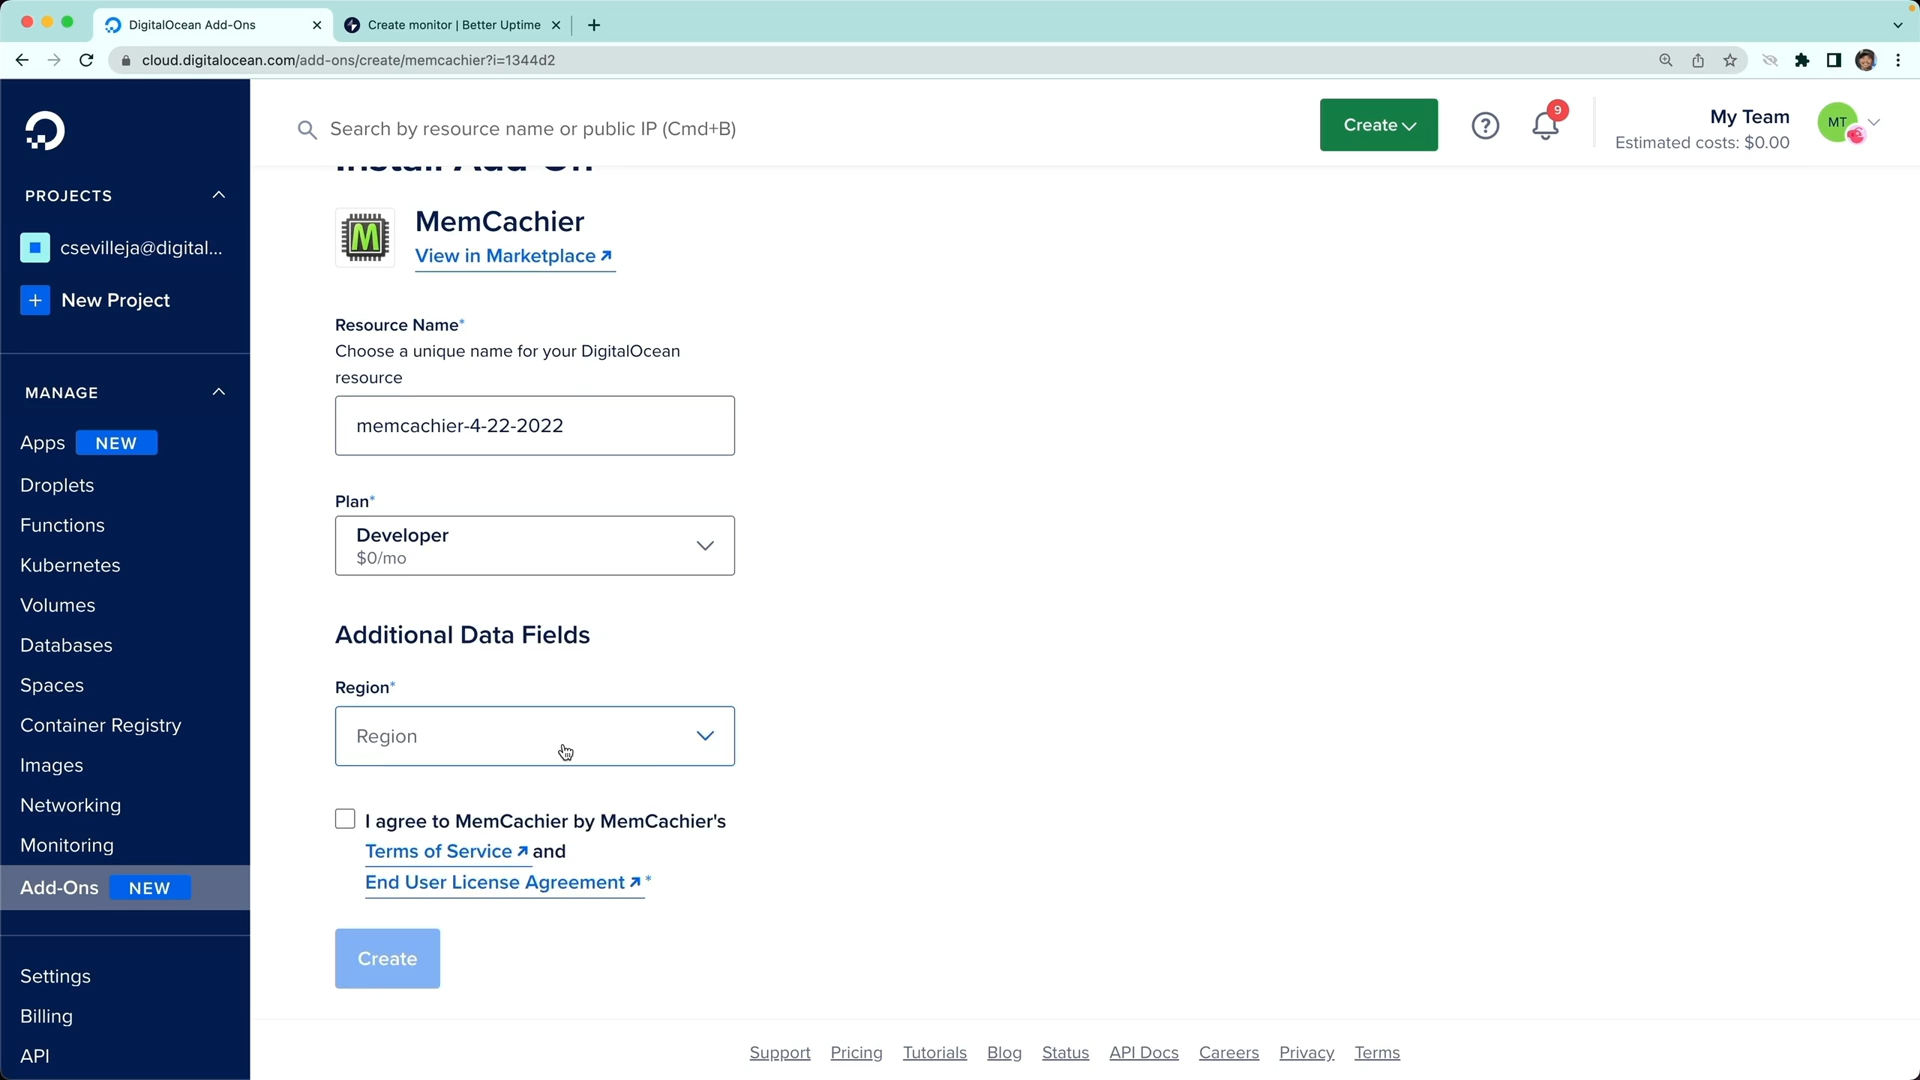 DigitalOcean Add-Ons
Create monitor | Better Uptime
cloud.digitalocean.com/add-ons/create/memcachier?i=1344d2
Search by resource name or public IP (Cmd+B)
Create
9
My Team
Estimated costs: $0.00
MT
PROJECTS
csevilleja@digital...
New Project
MANAGE
Apps NEW
Droplets
Functions
Kubernetes
Volumes
Databases
Spaces
Container Registry
Images
Networking
Monitoring
Add-Ons NEW
Settings
Billing
API
Install Add-On
M
MemCachier
View in Marketplace
Resource Name*
Choose a unique name for your DigitalOcean
resource
memcachier-4-22-2022
Plan*
Developer
$0/mo
Additional Data Fields
Region*
Region
I agree to MemCachier by MemCachier's
Terms of Service and
End User License Agreement *
Create
Support Pricing Tutorials Blog Status API Docs Careers Privacy Terms